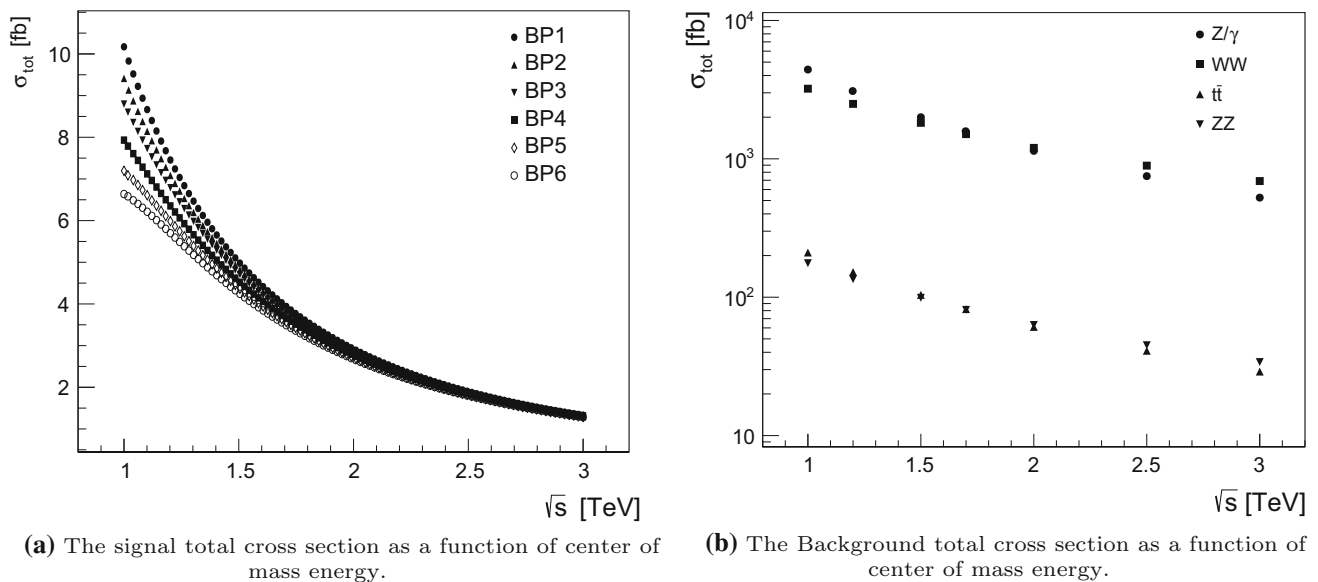 σtot [fb]
10
8
6
4
2
BP1
BP2
BP3
BP4
BP5
BP6
1 1.5 2 2.5 3
√s [TeV]
(a) The signal total cross section as a function of center of
mass energy.
σtot [fb]
10⁴
10³
10²
10
Z/γ
WW
tt̄
ZZ
1 1.5 2 2.5 3
√s [TeV]
(b) The Background total cross section as a function of
center of mass energy.